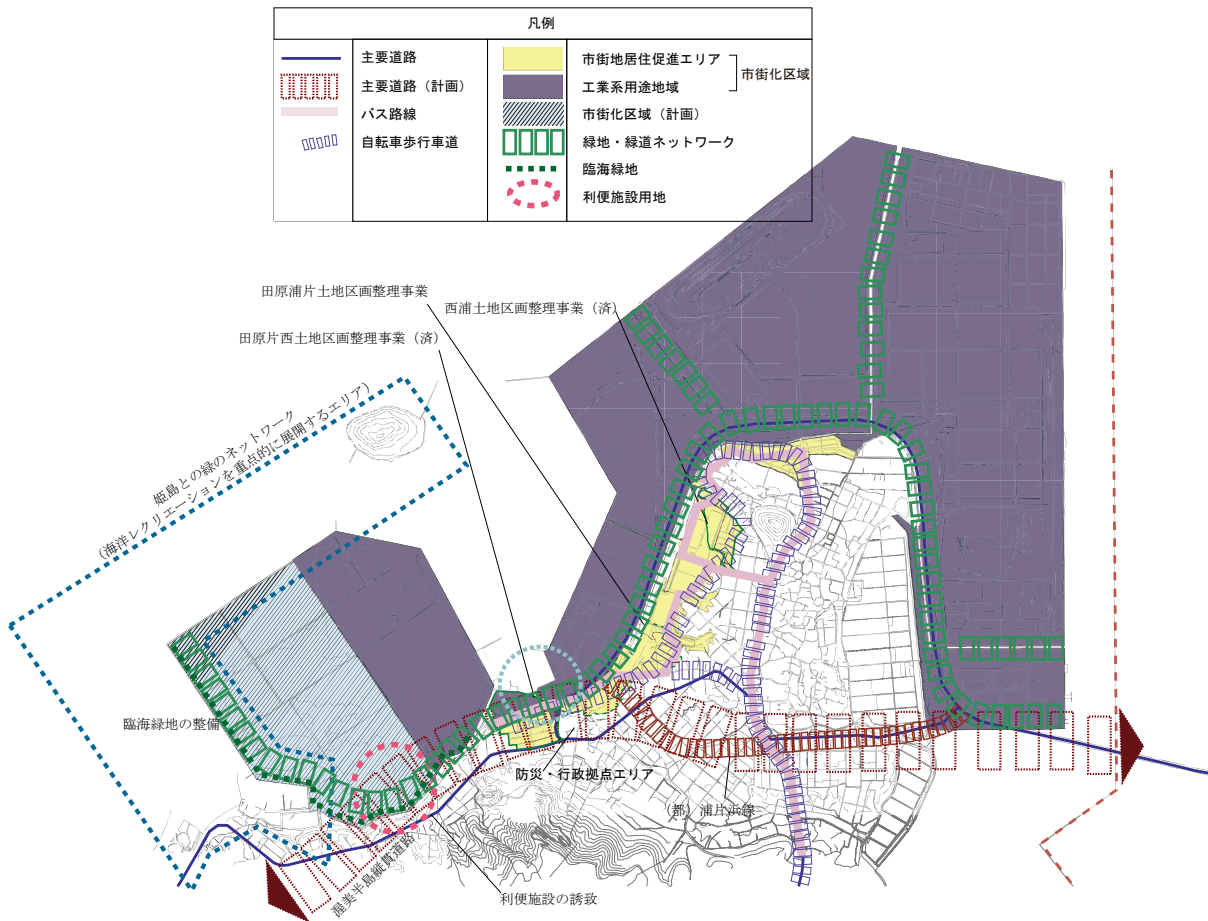 凡例
主要道路
主要道路（計画）
バス路線
自転車歩行車道
市街地居住促進エリア
工業系用途地域
市街化区域
市街化区域（計画）
緑地・緑道ネットワーク
臨海緑地
利便施設用地
田原浦片土地区画整理事業
西浦土地区画整理事業（済）
田原片西土地区画整理事業（済）
姫島との緑のネットワーク
（海洋レクリエーションを重点的に展開するエリア）
臨海緑地の整備
防災・行政拠点エリア
（都）浦片浜線
渥美半島縦貫道路
利便施設の誘致